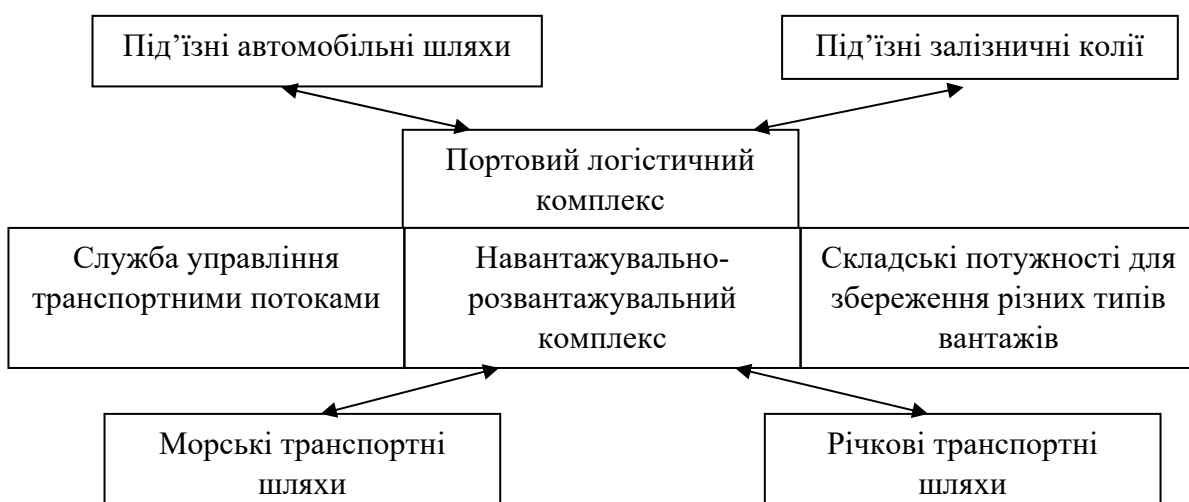 Під’їзні автомобільні шляхи
Під’їзні залізничні колії
Портовий логістичний
комплекс
Служба управління
транспортними потоками
Навантажувально-
розвантажувальний
комплекс
Складські потужності для
збереження різних типів
вантажів
Морські транспортні
шляхи
Річкові транспортні
шляхи